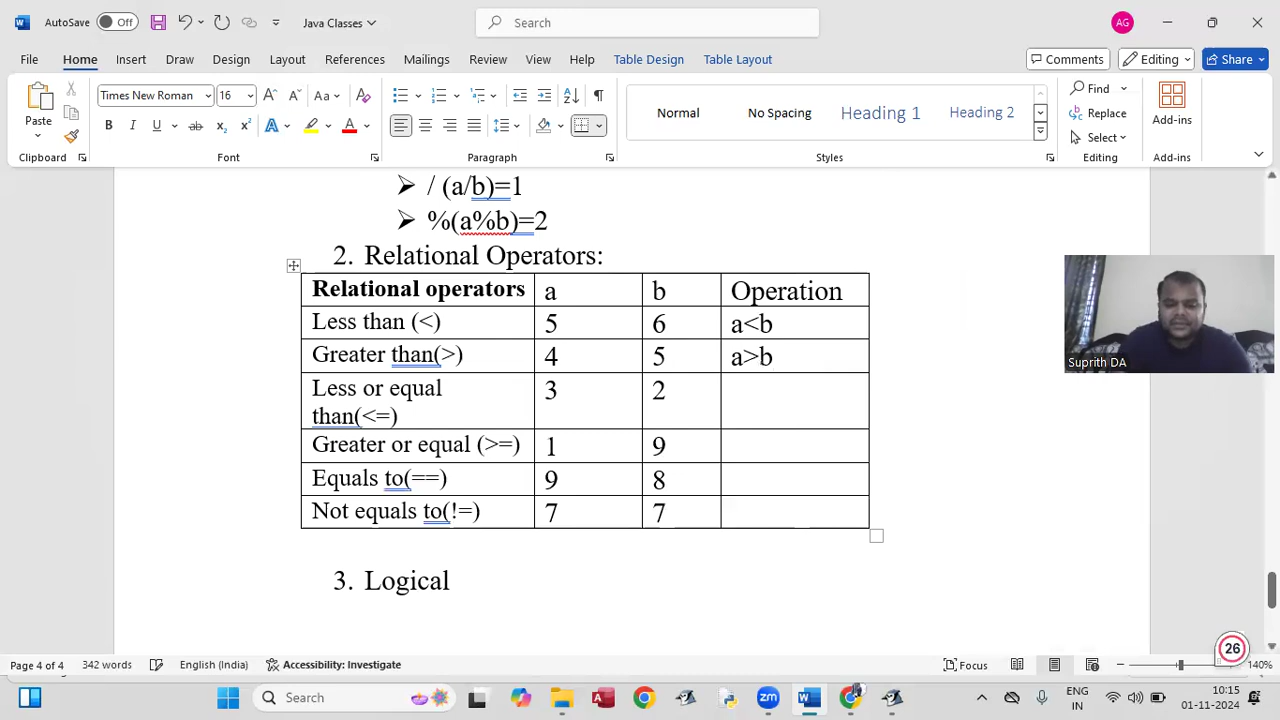 AutoSave Off Java Classes Search AG
File Home Insert Draw Design Layout References Mailings Review View Help Table Design Table Layout Comments Editing Share
Times New Roman 16 Aa Find
Paste Normal No Spacing Heading 1 Heading 2 Replace Add-ins
B I U ab x₂ x² A A Select
Clipboard Font Paragraph Styles Editing Add-ins
➢ / (a/b)=1
➢ %(a%b)=2
2. Relational Operators:
Relational operators a b Operation
Less than (<) 5 6 a<b
Greater than(>) 4 5 a>b
Less or equal than(<=) 3 2
Greater or equal (>=) 1 9
Equals to(==) 9 8
Not equals to(!=) 7 7
3. Logical
Suprith DA
26
Page 4 of 4 342 words English (India) Accessibility: Investigate Focus 140%
Search zm ENG IN 10:15 01-11-2024